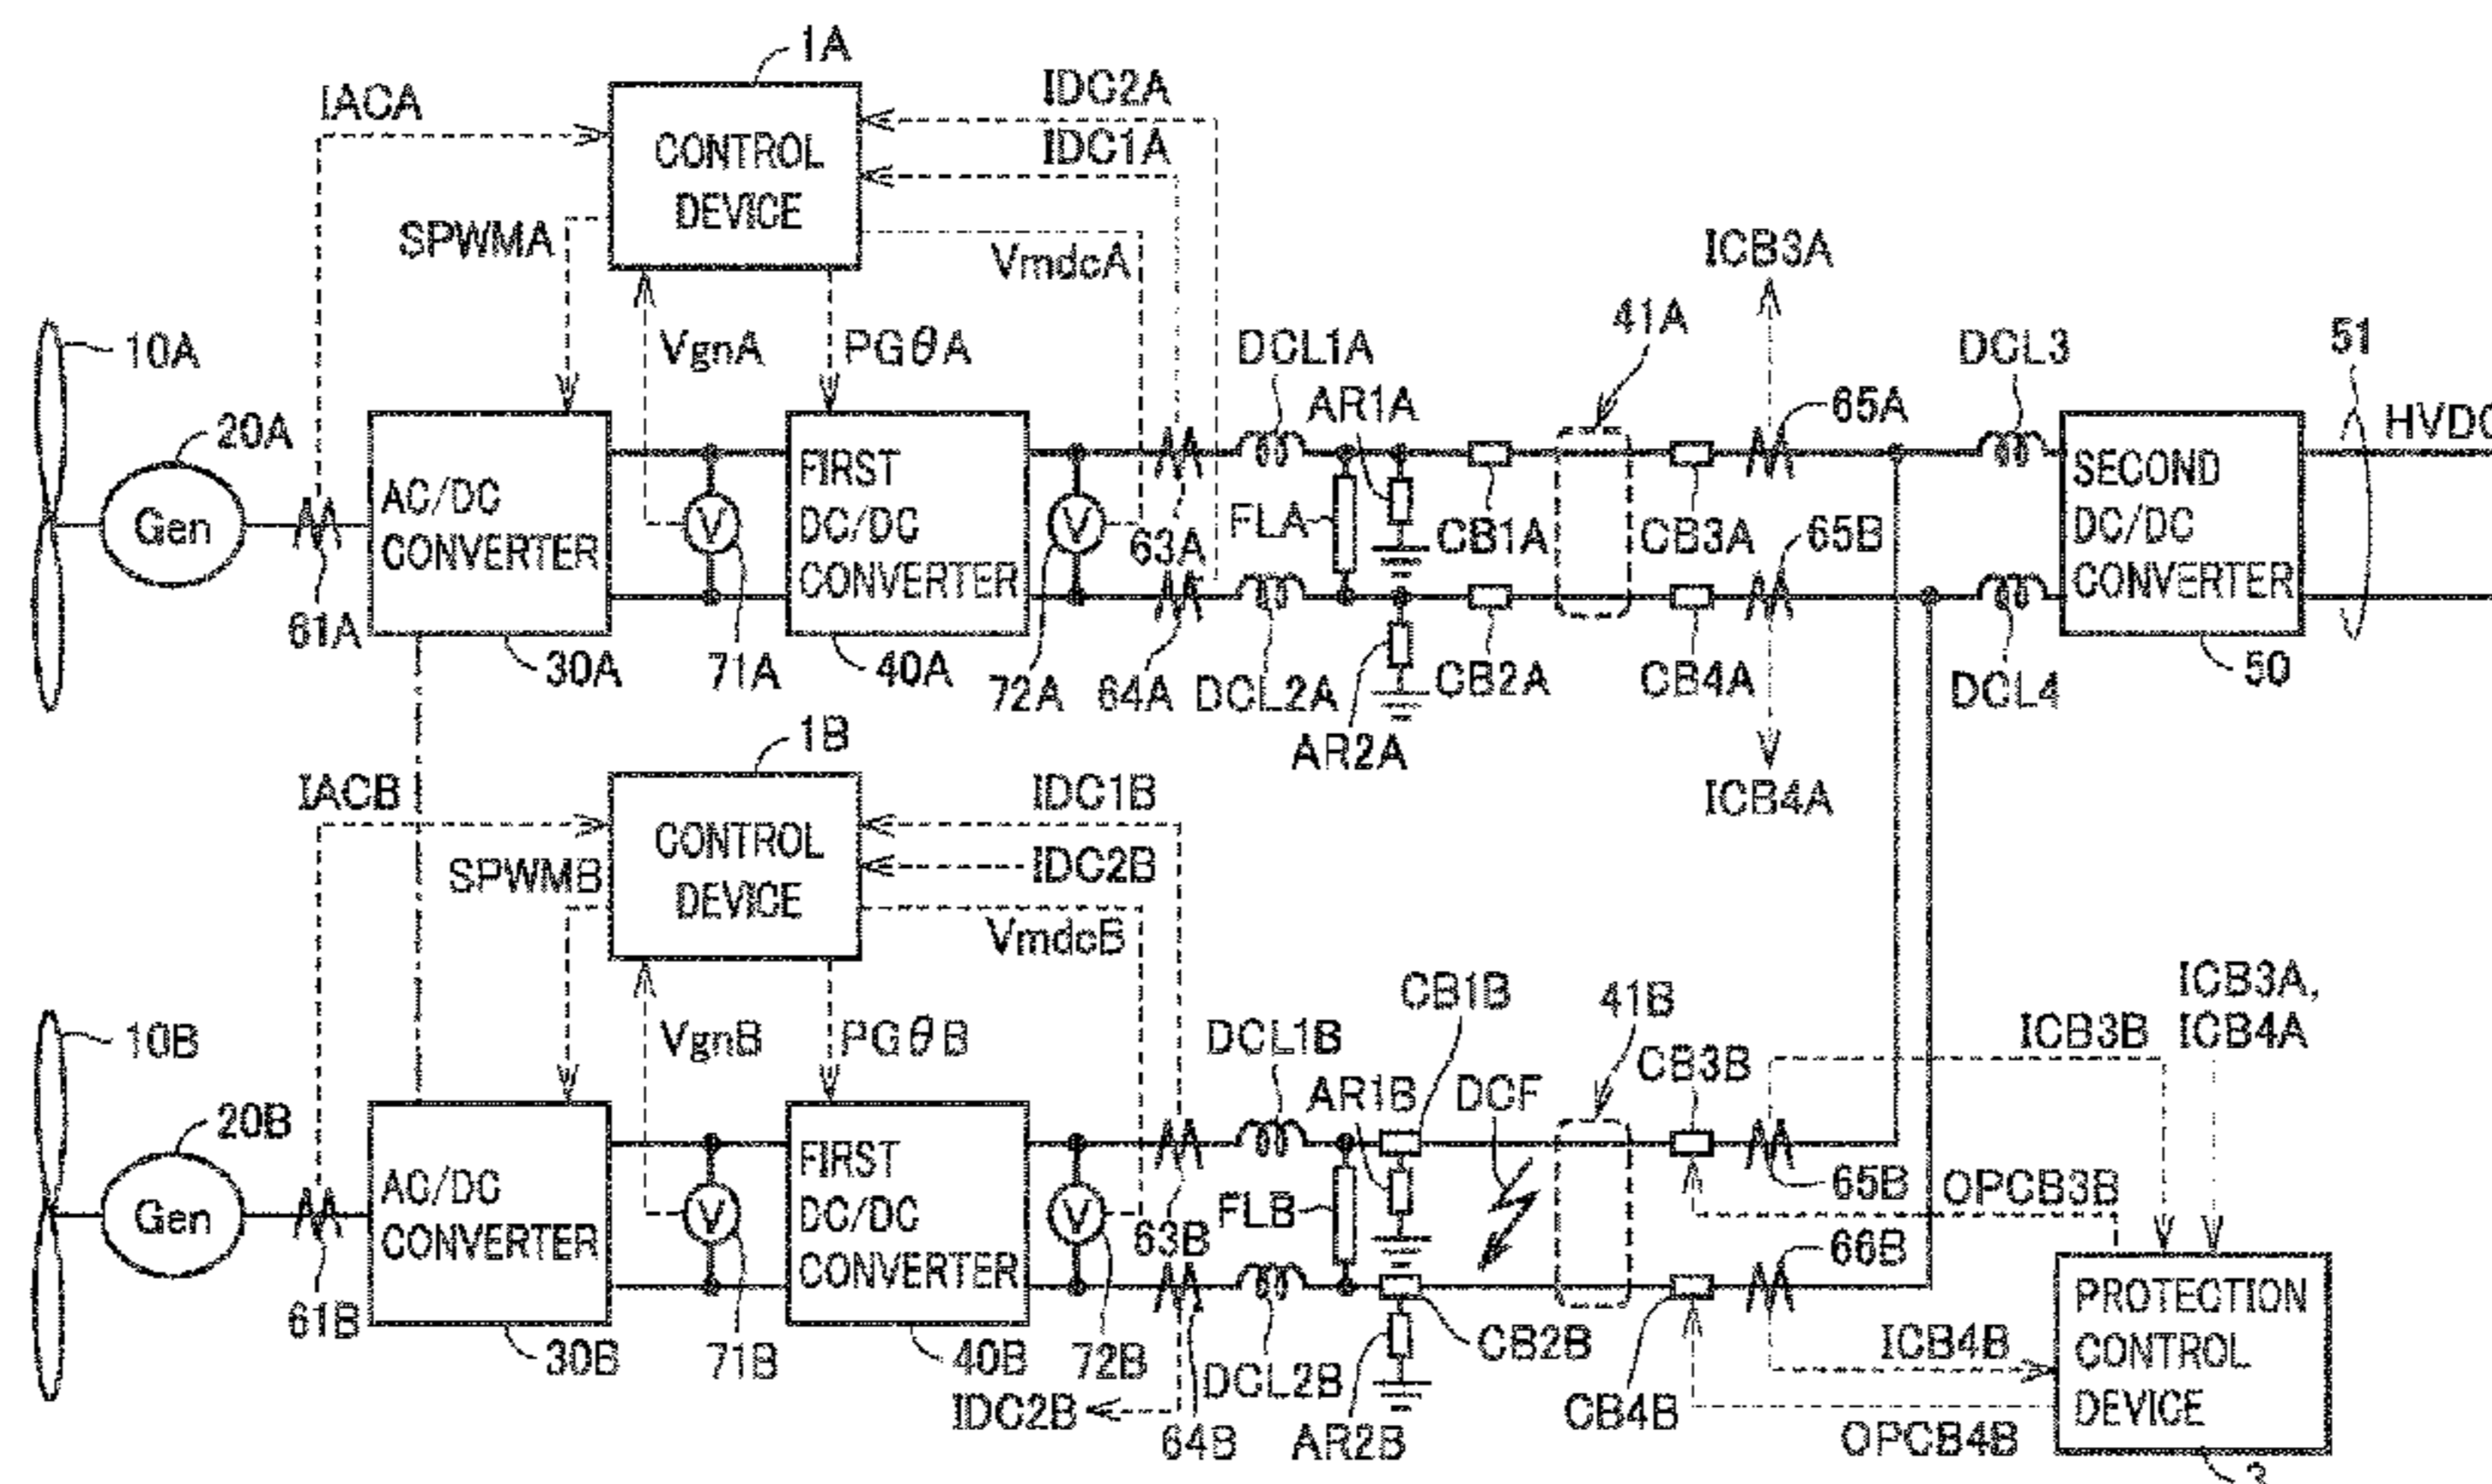 1A
IACA
IDC2A
IDC1A
CONTROL
DEVICE
SPWMA
VmdcA
ICB3A
10A
VgnA
PGθA
DCL1A
41A
DCL3
51
AR1A
65A
HVDC
20A
Gen
AC/DC
CONVERTER
FIRST
DC/DC
CONVERTER
SECOND
DC/DC
CONVERTER
V
V
FLA
63A
CB1A
CB3A
65B
61A
30A
71A
40A
72A
64A
DCL2A
CB2A
CB4A
DCL4
50
AR2A
1B
ICB4A
IACB
IDC1B
CONTROL
DEVICE
IDC2B
SPWMB
VmdcB
CB1B
41B
ICB3A,
ICB4A
ICB3B
10B
VgnB
PGθB
DCL1B
CB3B
AR1B
DCF
20B
Gen
AC/DC
CONVERTER
FIRST
DC/DC
CONVERTER
V
V
FLB
63B
65B
OPCB3B
66B
PROTECTION
CONTROL
DEVICE
61B
30B
71B
40B
72B
CB2B
ICB4B
DCL2B
IDC2B
64B
AR2B
CB4B
OPCB4B
3